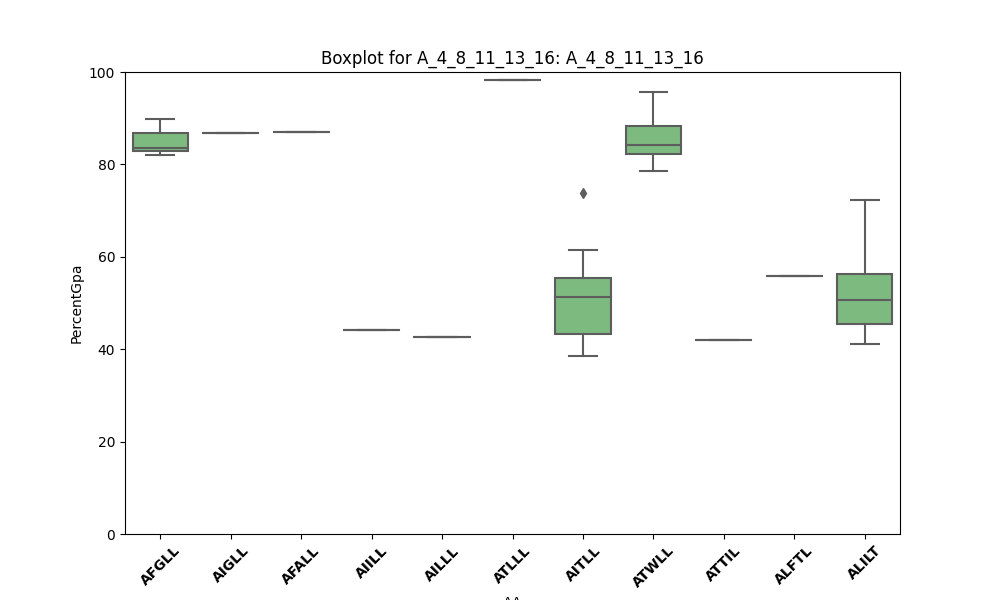 Boxplot for A_4_8_11_13_16: A_4_8_11_13_16
100
80
60
40
20
0
PercentGpa
AFGLL
AIGLL
AFALL
AIILL
AILLL
ATLLL
AITLL
ATWLL
ATTIL
ALFTL
ALILT